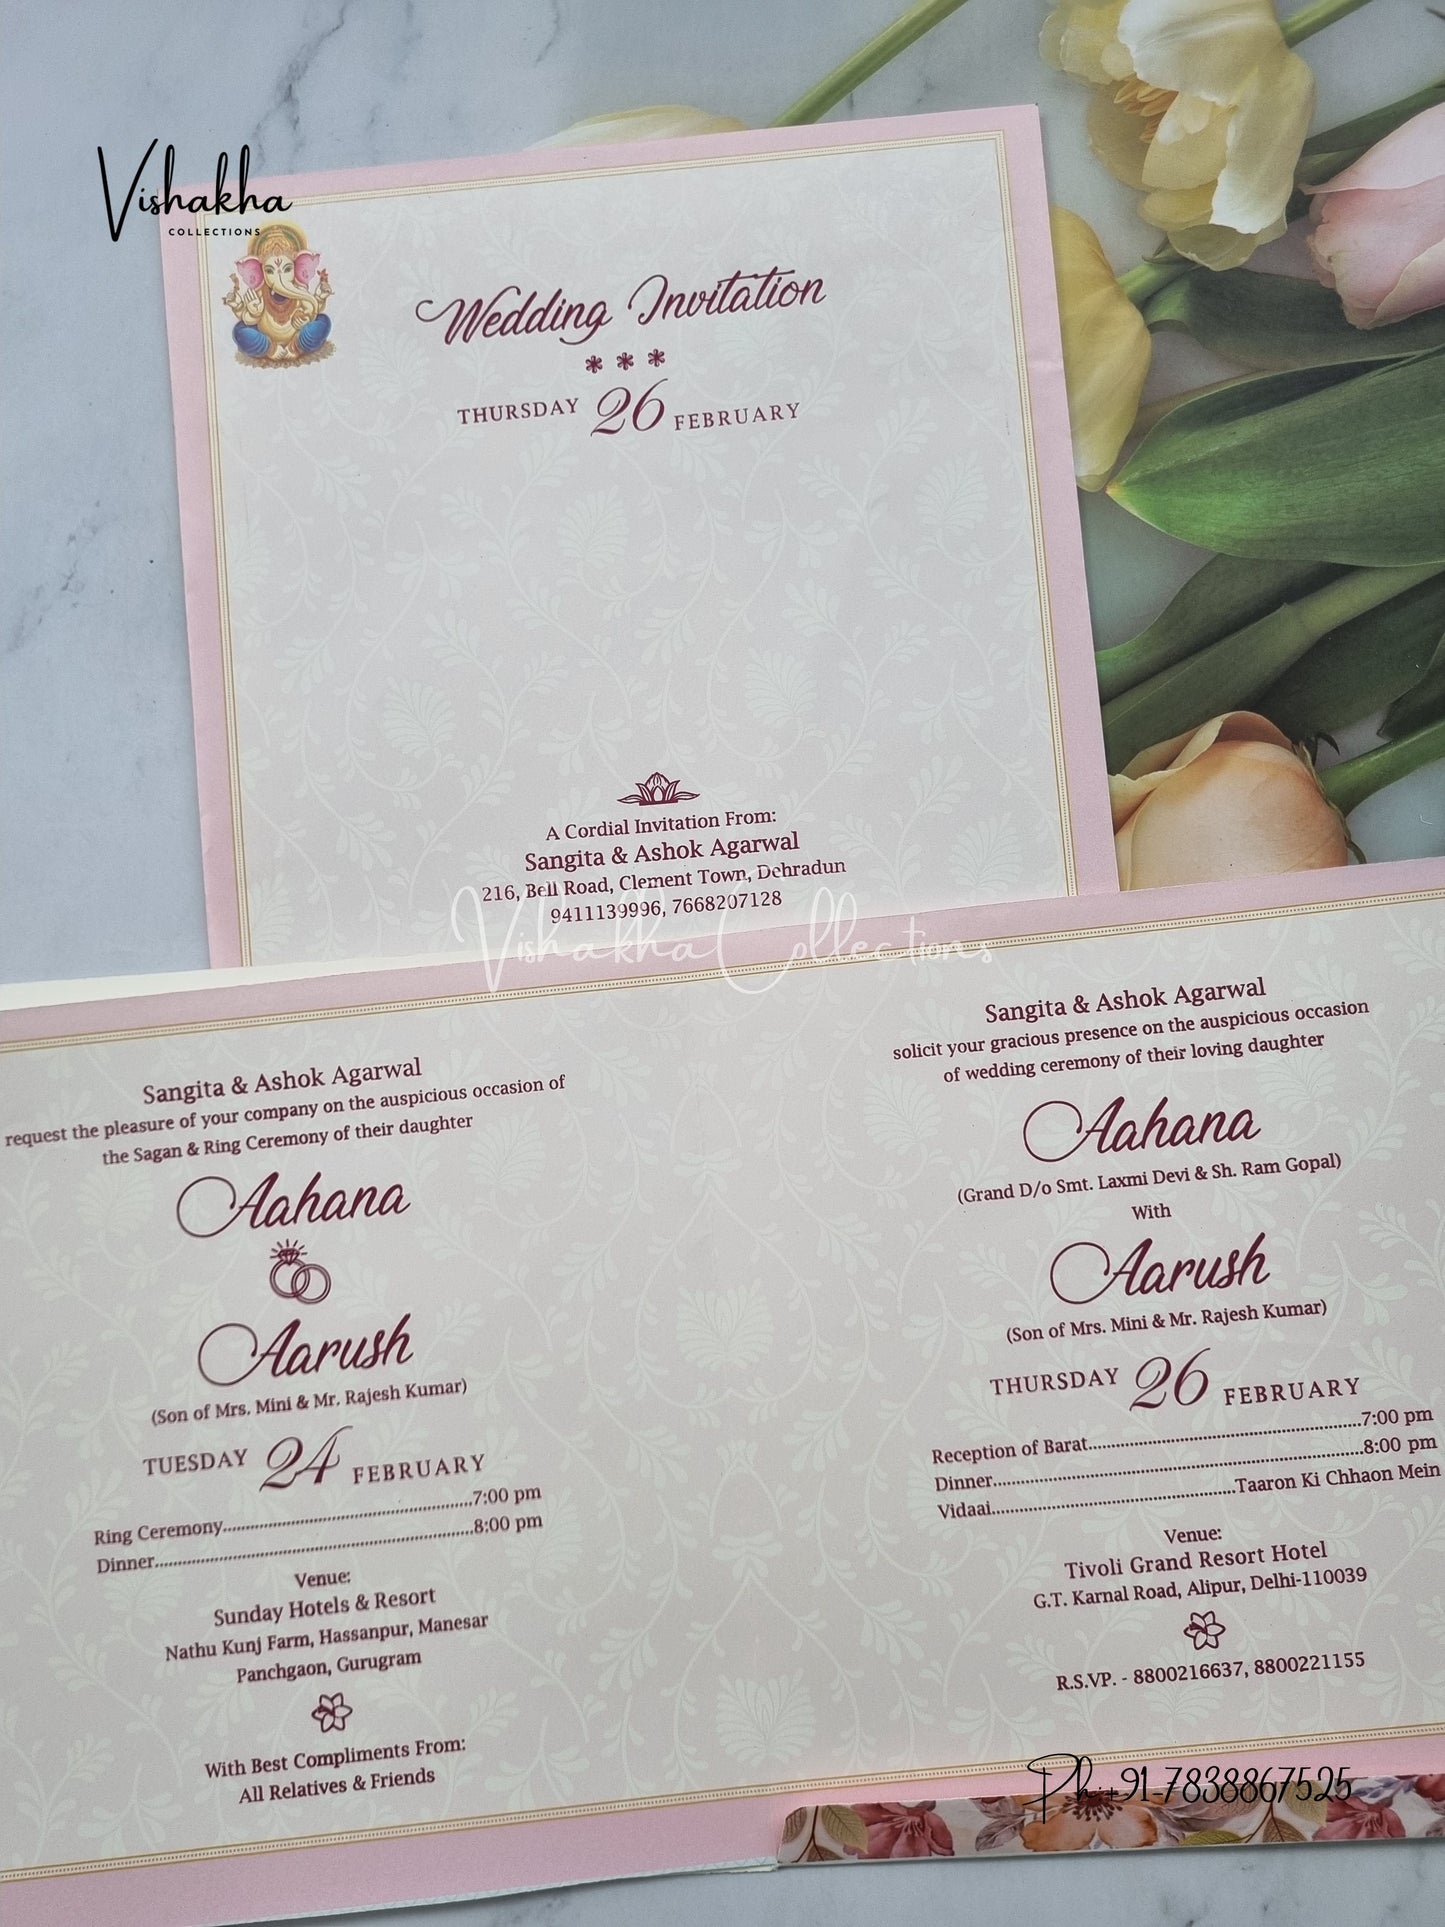 Vishakha
COLLECTIONS
Wedding Invitation
THURSDAY 26 FEBRUARY
A Cordial Invitation From:
Sangita & Ashok Agarwal
216, Bell Road, Clement Town, Dehradun
9411139996, 7668207128
Vishakha Collections
Sangita & Ashok Agarwal
request the pleasure of your company on the auspicious occasion of
the Sagan & Ring Ceremony of their daughter
Aahana
Aarush
(Son of Mrs. Mini & Mr. Rajesh Kumar)
TUESDAY 24 FEBRUARY
Ring Ceremony......................................................7:00 pm
Dinner.....................................................................8:00 pm
Venue:
Sunday Hotels & Resort
Nathu Kunj Farm, Hassanpur, Manesar
Panchgaon, Gurugram
With Best Compliments From:
All Relatives & Friends
Sangita & Ashok Agarwal
solicit your gracious presence on the auspicious occasion
of wedding ceremony of their loving daughter
Aahana
(Grand D/o Smt. Laxmi Devi & Sh. Ram Gopal)
With
Aarush
(Son of Mrs. Mini & Mr. Rajesh Kumar)
THURSDAY 26 FEBRUARY
Reception of Barat...........................................................7:00 pm
Dinner................................................................................8:00 pm
Vidaai.....................................................Taaron Ki Chhaon Mein
Venue:
Tivoli Grand Resort Hotel
G.T. Karnal Road, Alipur, Delhi-110039
R.S.VP. - 8800216637, 8800221155
Ph:+91-7838867525